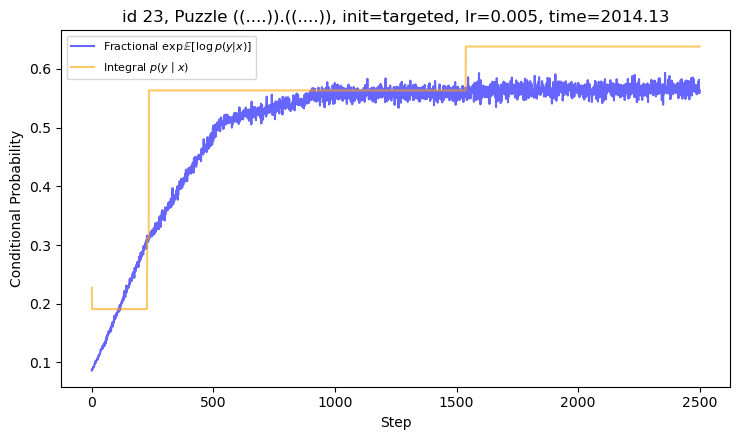 id 23, Puzzle ((....)).((....)), init=targeted, lr=0.005, time=2014.13
Fractional exp𝔼[log p(y|x)]
Integral p(y | x)
Conditional Probability
0.6
0.5
0.4
0.3
0.2
0.1
0 500 1000 1500 2000 2500
Step